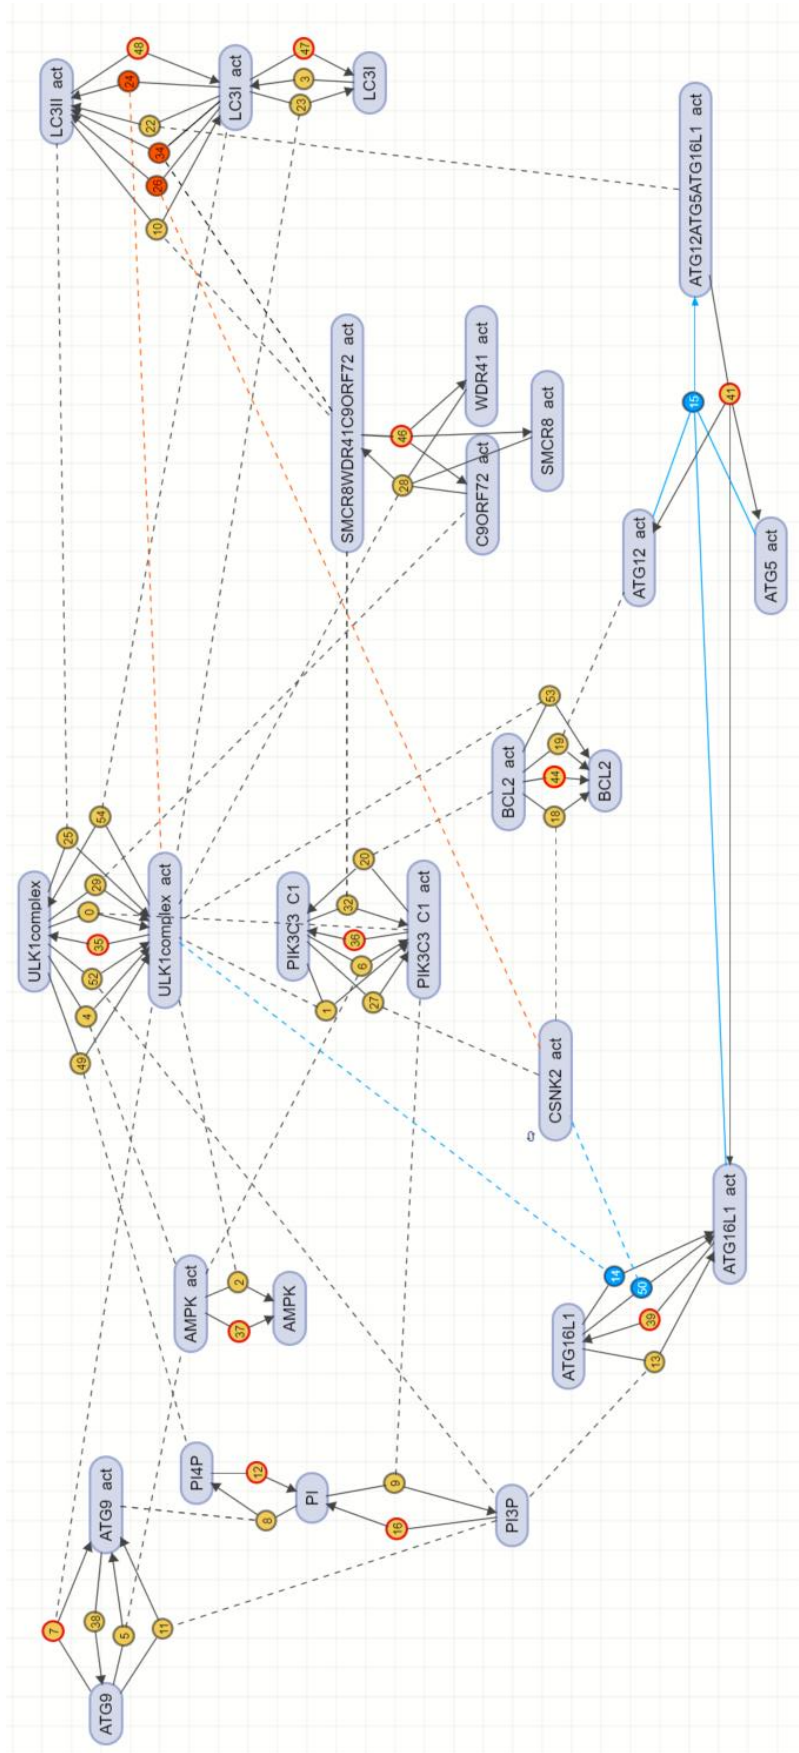 7
ATG9
38
5
ATG9 act
11
ULK1complex
25
LC3II act
49
4
52
35
0
29
54
48
24
22
34
26
10
ULK1complex act
PI4P
12
8
PI
AMPK act
37
2
AMPK
LC3I act
47
3
23
LC3I
PIK3C3 C1
1
27
6
36
32
20
PIK3C3 C1 act
SMCR8WDR41C9ORF72 act
46
28
C9ORF72 act
WDR41 act
SMCR8 act
9
16
PI3P
BCL2 act
18
44
19
53
BCL2
CSNK2 act
ATG16L1
14
50
39
13
ATG16L1 act
ATG12 act
15
41
ATG5 act
ATG12ATG5ATG16L1 act